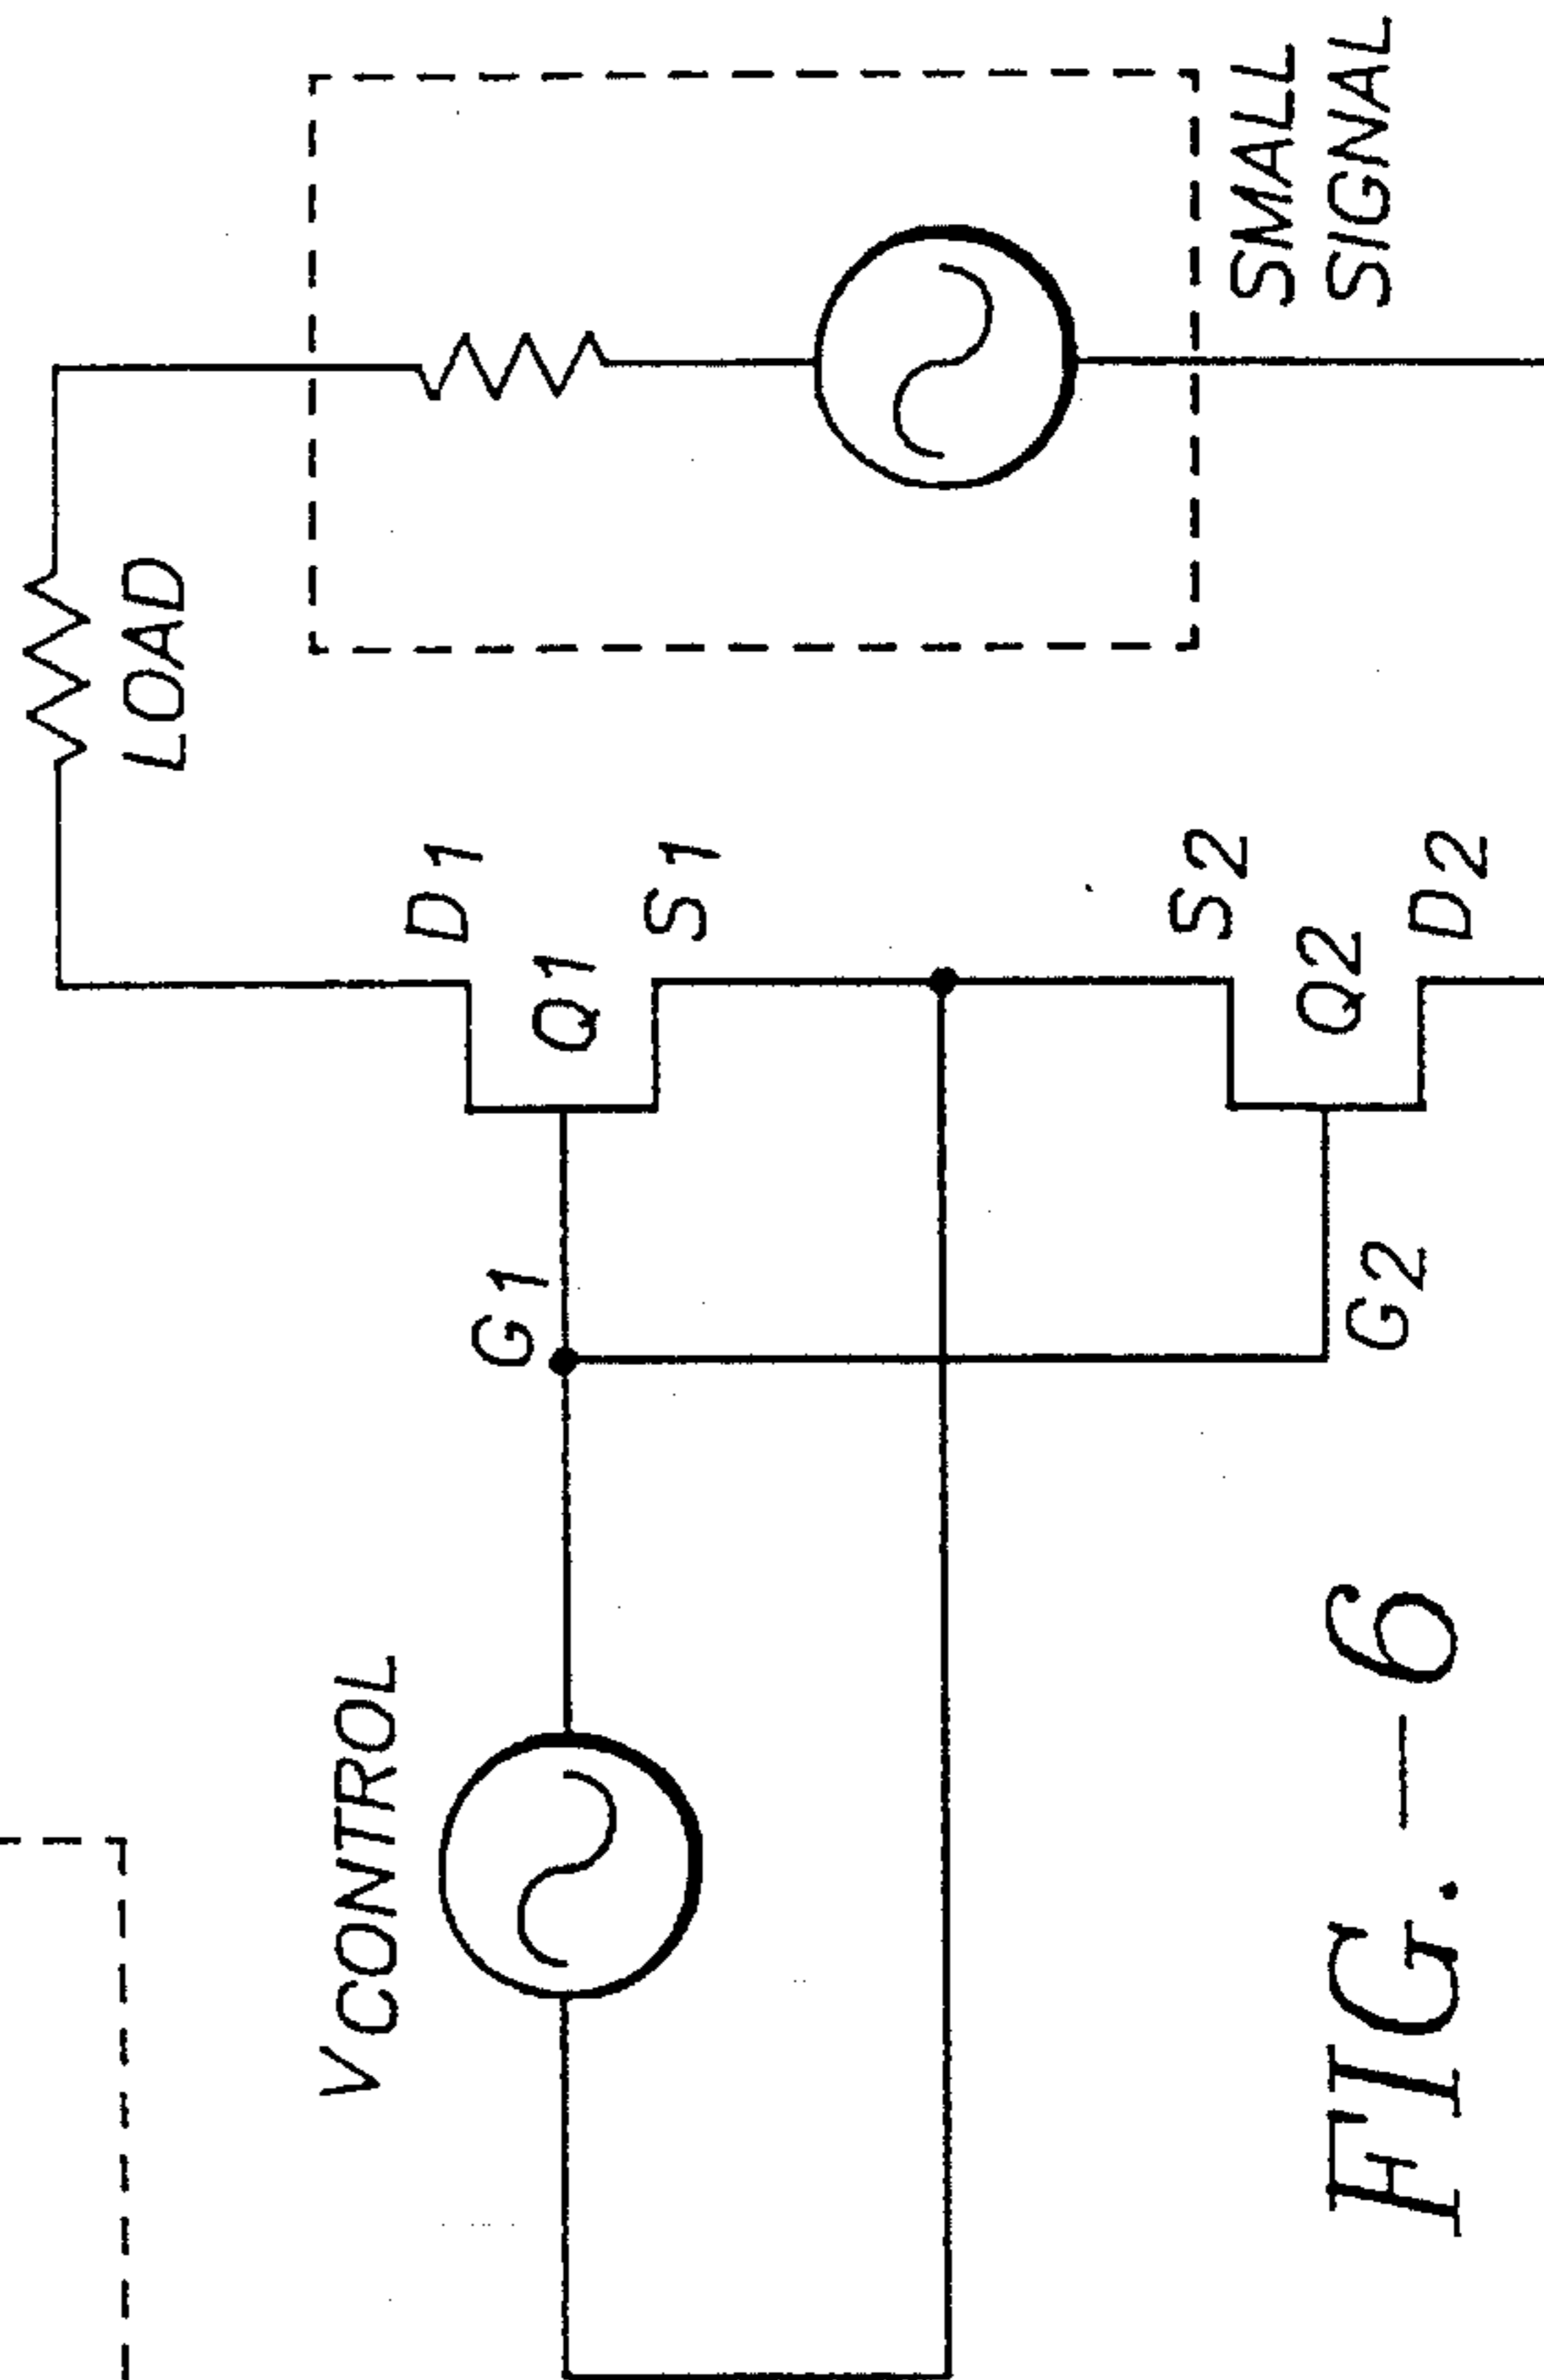 LOAD
SMALL
SIGNAL
D1
Q1
S1
S2
Q2
D2
G1
G2
VCONTROL
FIG.—6